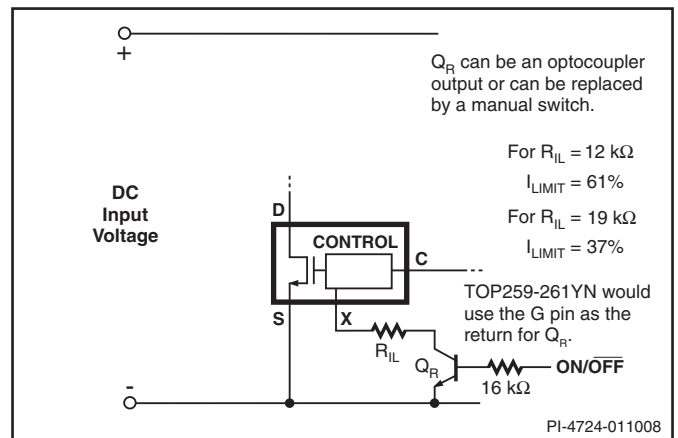 +
Q_R can be an optocoupler
output or can be replaced
by a manual switch.
For R_IL = 12 kΩ
I_LIMIT = 61%
For R_IL = 19 kΩ
I_LIMIT = 37%
DC
Input
Voltage
D
CONTROL
C
TOP259-261YN would
use the G pin as the
return for Q_R.
S
X
R_IL
Q_R
ON/O̅F̅F̅
16 kΩ
-
PI-4724-011008